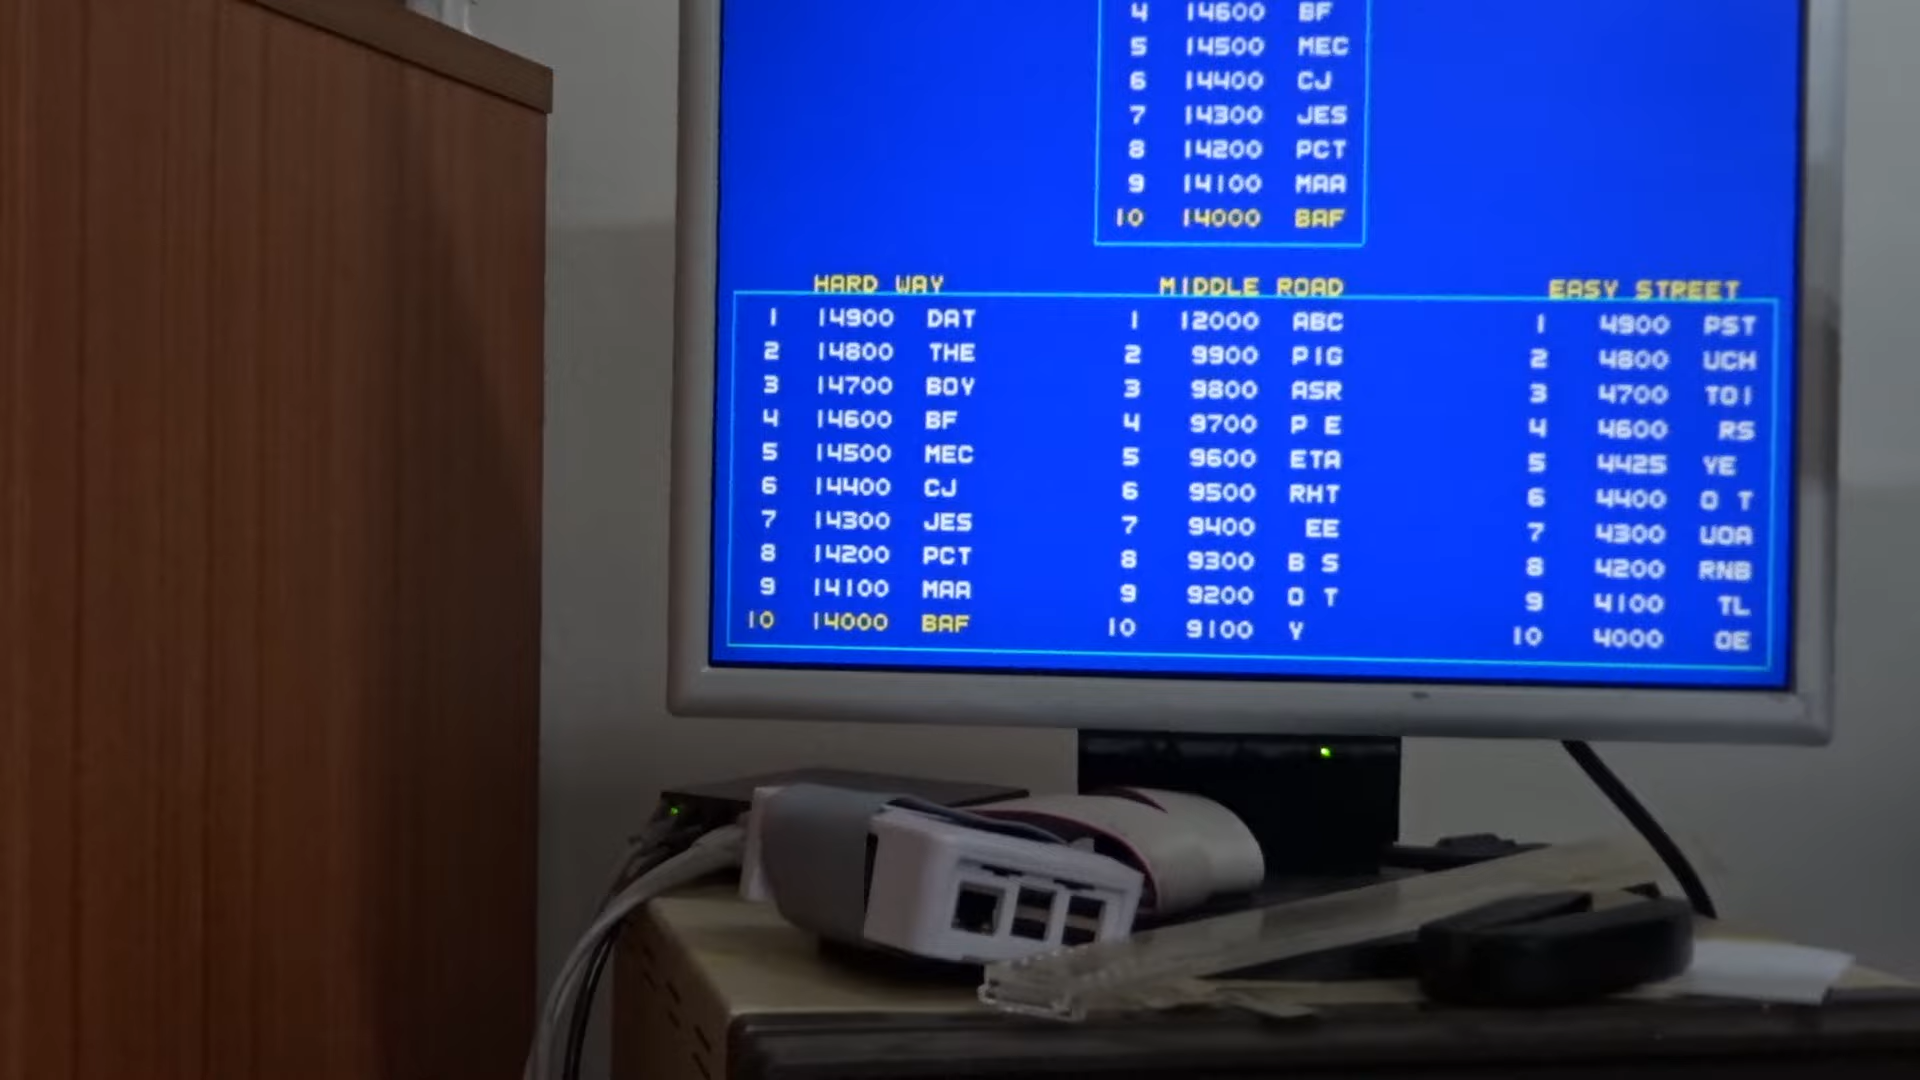 4 14600 BF
5 14500 MEC
6 14400 CJ
7 14300 JES
8 14200 PCT
9 14100 MAA
10 14000 BAF
HARD WAY MIDDLE ROAD EASY STREET
1 14900 DAT 1 12000 ABC 1 4900 PST
2 14800 THE 2 9900 PIG 2 4800 UCH
3 14700 BOY 3 9800 ASR 3 4700 TOI
4 14600 BF 4 9700 P E 4 4600 RS
5 14500 MEC 5 9600 ETA 5 4425 YE
6 14400 CJ 6 9500 RHT 6 4400 O T
7 14300 JES 7 9400 EE 7 4300 UOA
8 14200 PCT 8 9300 B S 8 4200 RNB
9 14100 MAA 9 9200 O T 9 4100 TL
10 14000 BAF 10 9100 Y 10 4000 OE